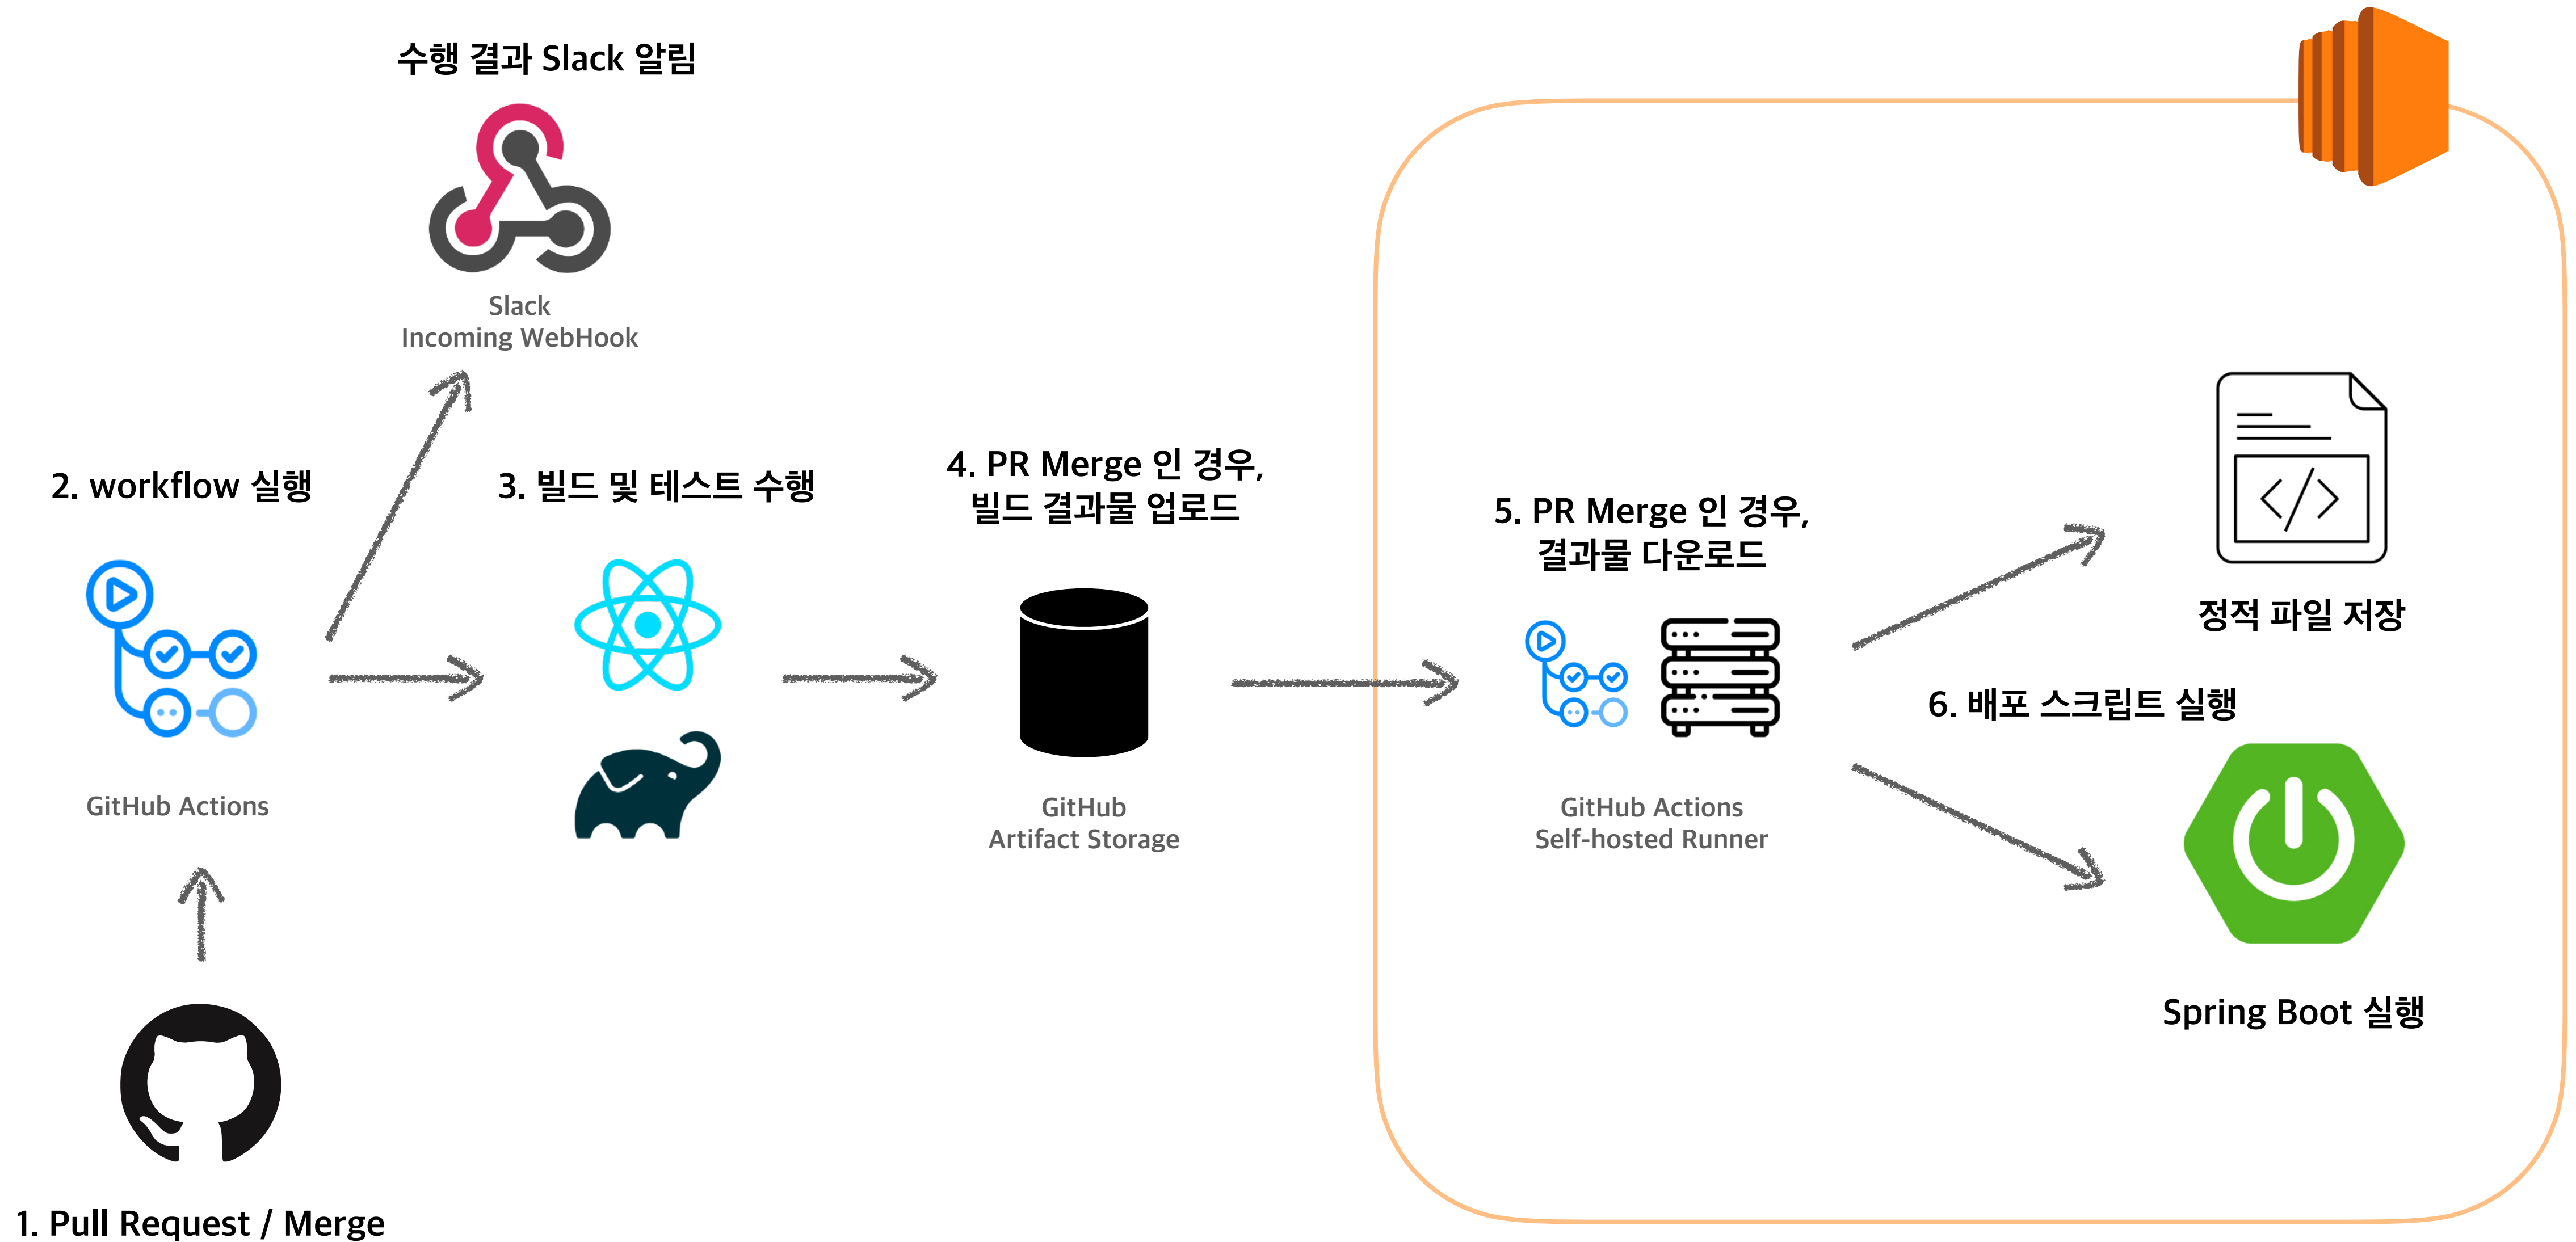 수행 결과 Slack 알림
Slack
Incoming WebHook
2. workflow 실행
GitHub Actions
1. Pull Request / Merge
3. 빌드 및 테스트 수행
4. PR Merge 인 경우,
빌드 결과물 업로드
GitHub
Artifact Storage
5. PR Merge 인 경우,
결과물 다운로드
GitHub Actions
Self-hosted Runner
정적 파일 저장
6. 배포 스크립트 실행
Spring Boot 실행